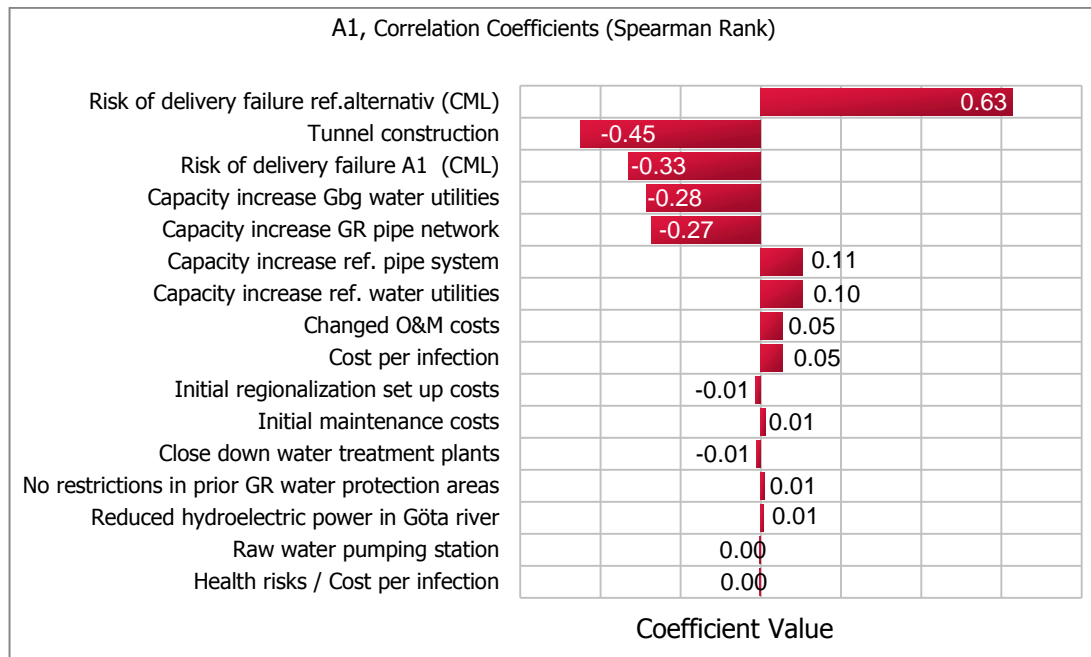 A1, Correlation Coefficients (Spearman Rank)
Risk of delivery failure ref.alternativ (CML) 0.63
Tunnel construction -0.45
Risk of delivery failure A1 (CML) -0.33
Capacity increase Gbg water utilities -0.28
Capacity increase GR pipe network -0.27
Capacity increase ref. pipe system 0.11
Capacity increase ref. water utilities 0.10
Changed O&M costs 0.05
Cost per infection 0.05
Initial regionalization set up costs -0.01
Initial maintenance costs 0.01
Close down water treatment plants -0.01
No restrictions in prior GR water protection areas 0.01
Reduced hydroelectric power in Göta river 0.01
Raw water pumping station 0.00
Health risks / Cost per infection 0.00
Coefficient Value